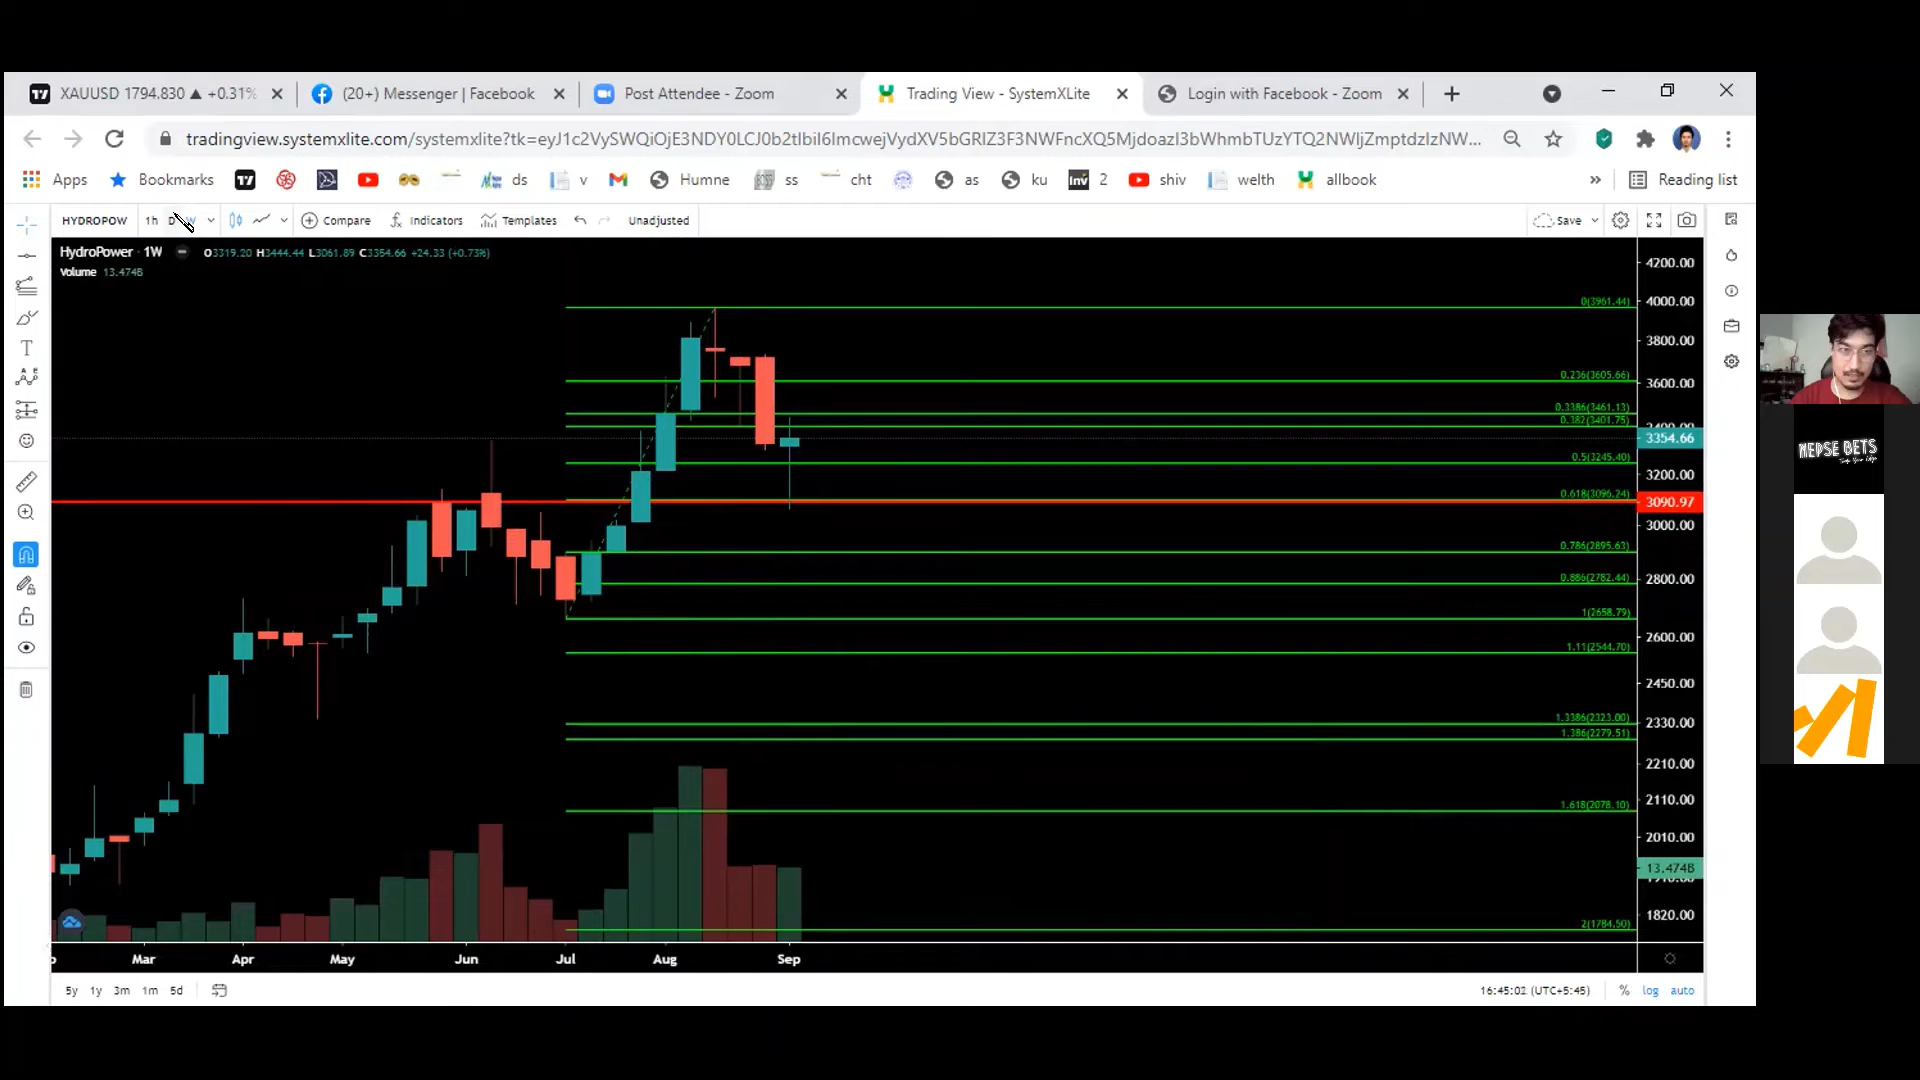 XAUUSD 1794.830 ▲ +0.31%
(20+) Messenger | Facebook
Post Attendee - Zoom
Trading View - SystemXLite
Login with Facebook - Zoom
Apps
Bookmarks
ds
v
Humne
ss
cht
as
ku
Inv
2
shiv
welth
allbook
»
Reading list
HYDROPOW
1h
D
W
Compare
Indicators
Templates
Unadjusted
Save
HydroPower · 1W
O3319.20 H3444.44 L3061.89 C3354.66 +24.33 (+0.73%)
Volume 13.474B
4200.00
0(3961.44)
4000.00
3800.00
0.236(3605.66)
3600.00
0.3386(3461.13)
0.382(3401.75)
3354.66
0.5(3245.40)
3200.00
0.618(3096.24)
3090.97
3000.00
0.786(2895.63)
0.886(2782.44)
2800.00
1(2658.79)
2600.00
1.11(2544.70)
2450.00
1.3386(2323.00)
2330.00
1.386(2279.51)
2210.00
1.618(2078.10)
2110.00
2010.00
13.474B
1820.00
2(1784.50)
Mar
Apr
May
Jun
Jul
Aug
Sep
5y
1y
3m
1m
5d
16:45:02 (UTC+5:45)
%
log
auto
NEPSE BETS